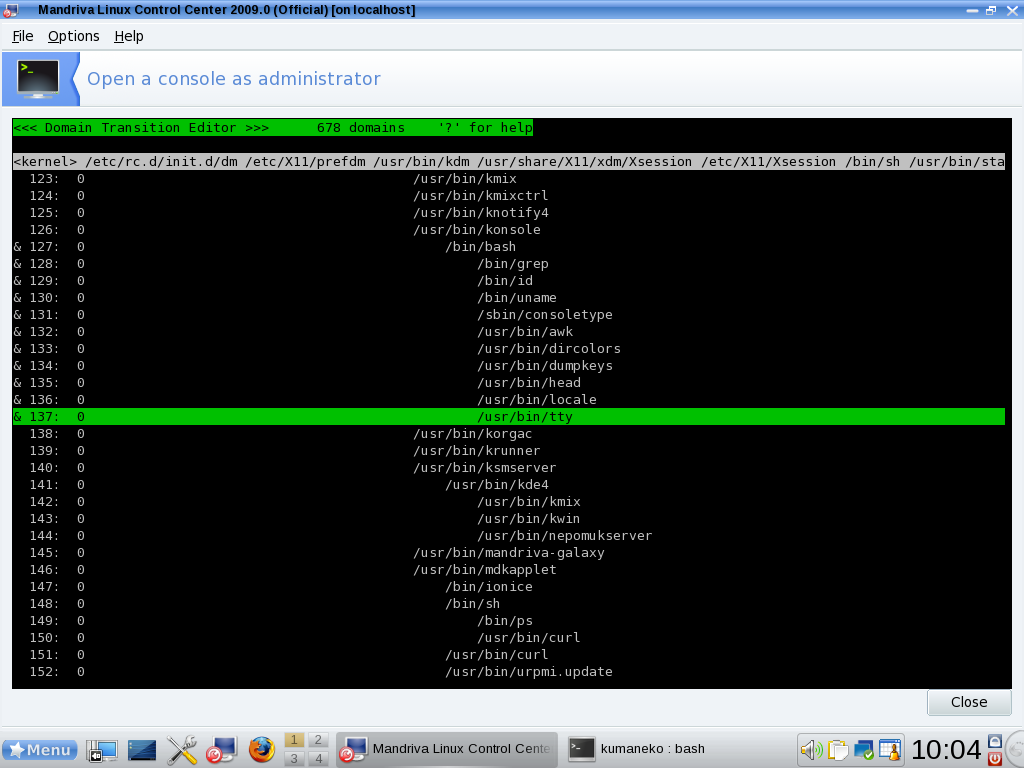 Mandriva Linux Control Center 2009.0 (Official) [on localhost]
File Options Help
Open a console as administrator
<<< Domain Transition Editor >>> 678 domains '?' for help
<kernel> /etc/rc.d/init.d/dm /etc/X11/prefdm /usr/bin/kdm /usr/share/X11/xdm/Xsession /etc/X11/Xsession /bin/sh /usr/bin/sta
123: 0 /usr/bin/kmix
124: 0 /usr/bin/kmixctrl
125: 0 /usr/bin/knotify4
126: 0 /usr/bin/konsole
& 127: 0 /bin/bash
& 128: 0 /bin/grep
& 129: 0 /bin/id
& 130: 0 /bin/uname
& 131: 0 /sbin/consoletype
& 132: 0 /usr/bin/awk
& 133: 0 /usr/bin/dircolors
& 134: 0 /usr/bin/dumpkeys
& 135: 0 /usr/bin/head
& 136: 0 /usr/bin/locale
& 137: 0 /usr/bin/tty
138: 0 /usr/bin/korgac
139: 0 /usr/bin/krunner
140: 0 /usr/bin/ksmserver
141: 0 /usr/bin/kde4
142: 0 /usr/bin/kmix
143: 0 /usr/bin/kwin
144: 0 /usr/bin/nepomukserver
145: 0 /usr/bin/mandriva-galaxy
146: 0 /usr/bin/mdkapplet
147: 0 /bin/ionice
148: 0 /bin/sh
149: 0 /bin/ps
150: 0 /usr/bin/curl
151: 0 /usr/bin/curl
152: 0 /usr/bin/urpmi.update
Close
Menu 1 2 3 4 Mandriva Linux Control Cente kumaneko : bash 10:04